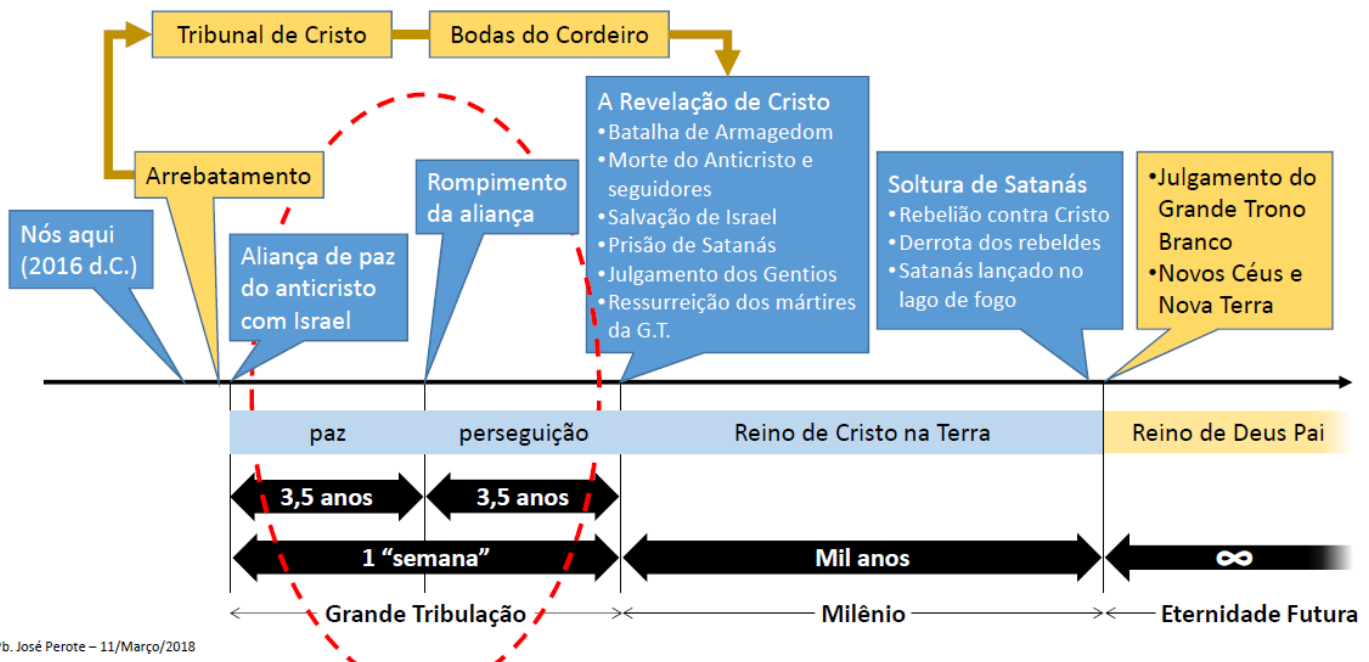 Tribunal de Cristo
Bodas do Cordeiro
Arrebatamento
Nós aqui
(2016 d.C.)
Aliança de paz
do anticristo
com Israel
Rompimento
da aliança
A Revelação de Cristo
•Batalha de Armagedom
•Morte do Anticristo e
seguidores
•Salvação de Israel
•Prisão de Satanás
•Julgamento dos Gentios
•Ressurreição dos mártires
da G.T.
Soltura de Satanás
•Rebelião contra Cristo
•Derrota dos rebeldes
•Satanás lançado no
lago de fogo
•Julgamento do
Grande Trono
Branco
•Novos Céus e
Nova Terra
paz
perseguição
Reino de Cristo na Terra
Reino de Deus Pai
3,5 anos
3,5 anos
1 “semana”
Mil anos
∞
Grande Tribulação
Milênio
Eternidade Futura
Pb. José Perote – 11/Março/2018